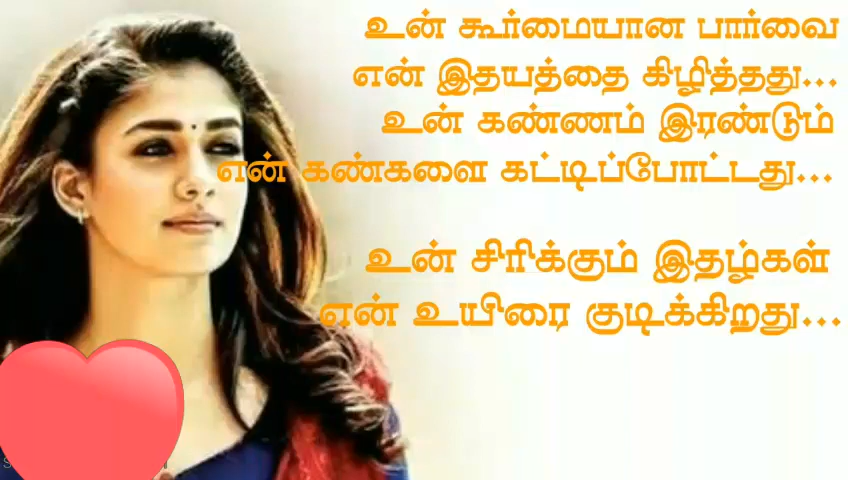 உன் கூர்மையான பார்வை
என் இதயத்தை கிழித்தது...
உன் கண்ணம் இரண்டும்
என் கண்களை கட்டிப்போட்டது...
உன் சிரிக்கும் இதழ்கள்
என் உயிரை குடிக்கிறது...